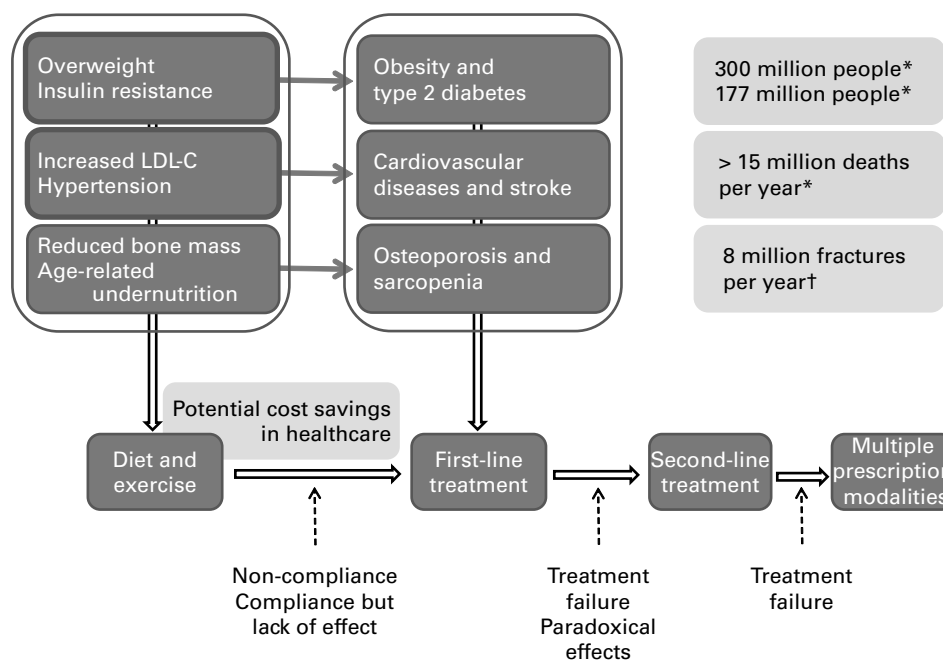 Overweight
Insulin resistance
Obesity and
type 2 diabetes
300 million people*
177 million people*
Increased LDL-C
Hypertension
Cardiovascular
diseases and stroke
> 15 million deaths
per year*
Reduced bone mass
Age-related
undernutrition
Osteoporosis and
sarcopenia
8 million fractures
per year†
Potential cost savings
in healthcare
Diet and
exercise
First-line
treatment
Second-line
treatment
Multiple
prescription
modalities
Non-compliance
Compliance but
lack of effect
Treatment
failure
Paradoxical
effects
Treatment
failure